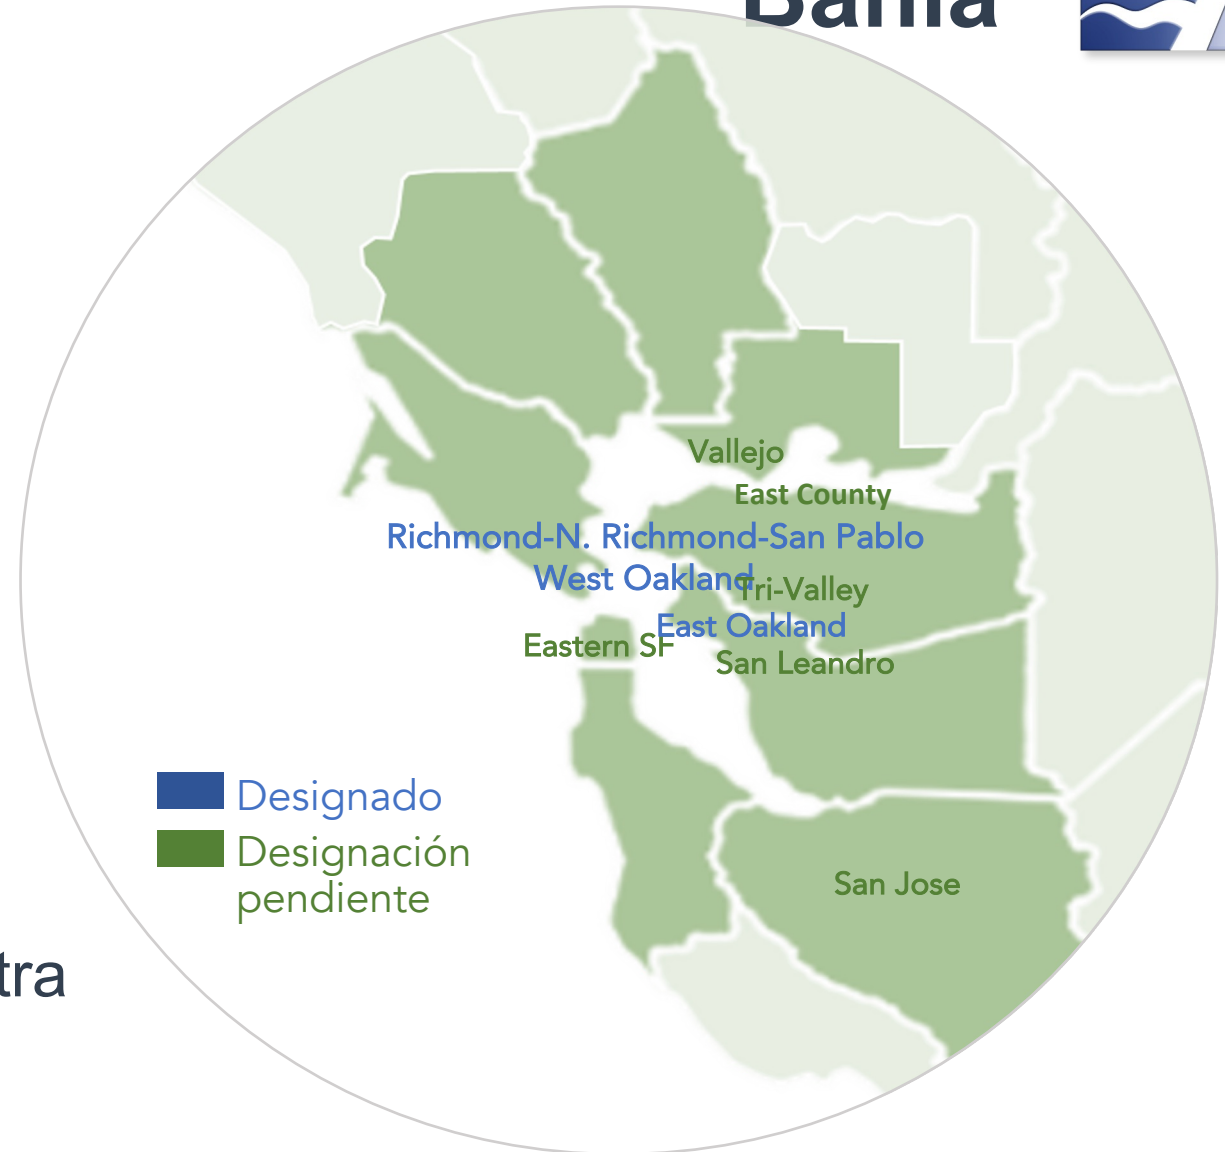 Bahía
Vallejo
East County
Richmond-N. Richmond-San Pablo
West Oakland
Tri-Valley
East Oakland
Eastern SF
San Leandro
Designado
Designación
pendiente
San Jose
tra